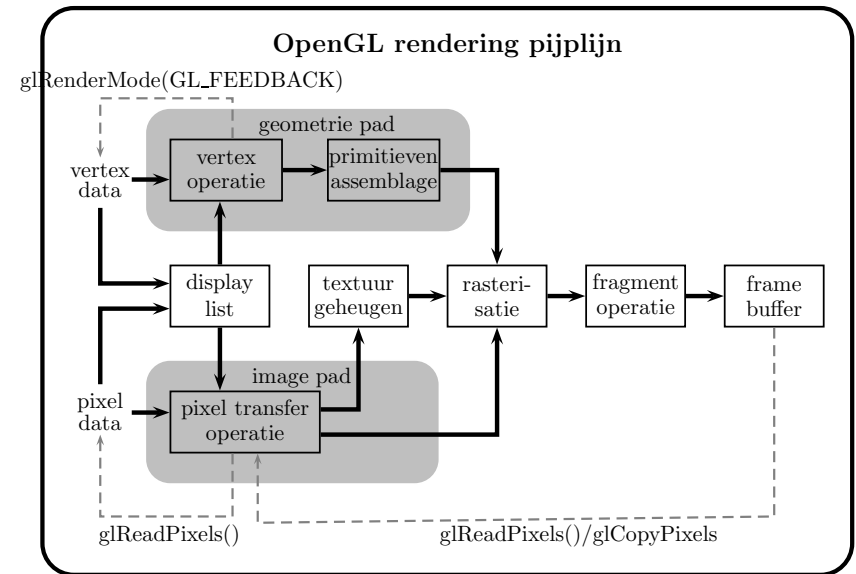 OpenGL rendering pijplijn
glRenderMode(GL_FEEDBACK)
geometrie pad
vertex
data
vertex
operatie
primitieven
assemblage
display
list
textuur
geheugen
rasteri-
satie
fragment
operatie
frame
buffer
image pad
pixel
data
pixel transfer
operatie
glReadPixels()
glReadPixels()/glCopyPixels